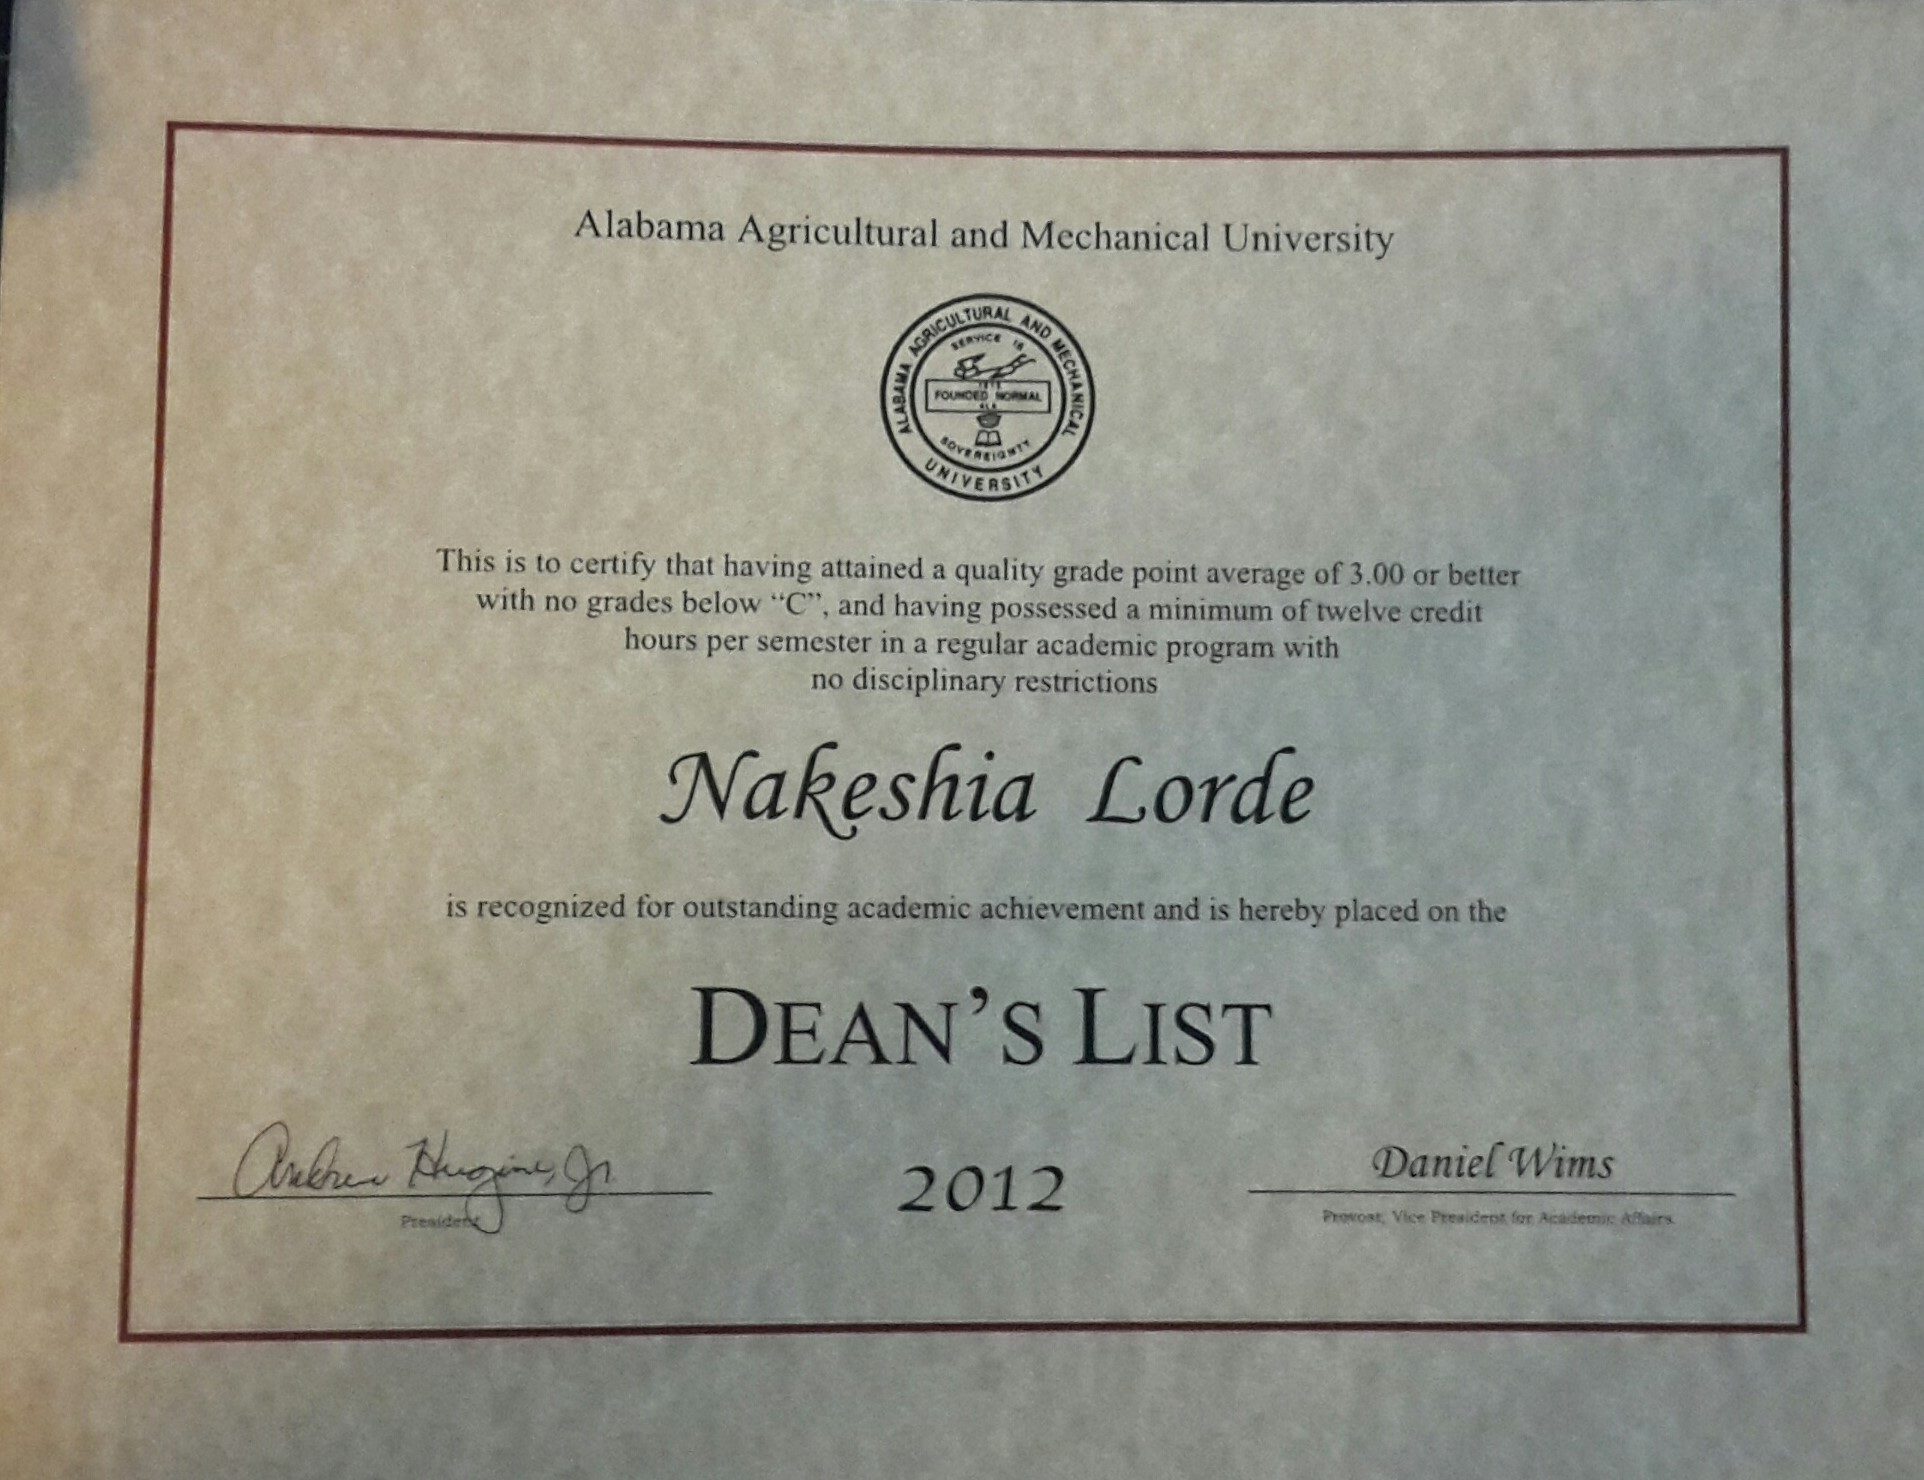 Alabama Agricultural and Mechanical University
ALABAMA AGRICULTURAL AND MECHANICAL
SERVICE IS
1875
FOUNDED NORMAL
ALA
SOVEREIGNTY
UNIVERSITY
This is to certify that having attained a quality grade point average of 3.00 or better
with no grades below “C”, and having possessed a minimum of twelve credit
hours per semester in a regular academic program with
no disciplinary restrictions
Nakeshia Lorde
is recognized for outstanding academic achievement and is hereby placed on the
DEAN’S LIST
Andrew Hugine, Jr.
President
2012
Daniel Wims
Provost, Vice President for Academic Affairs